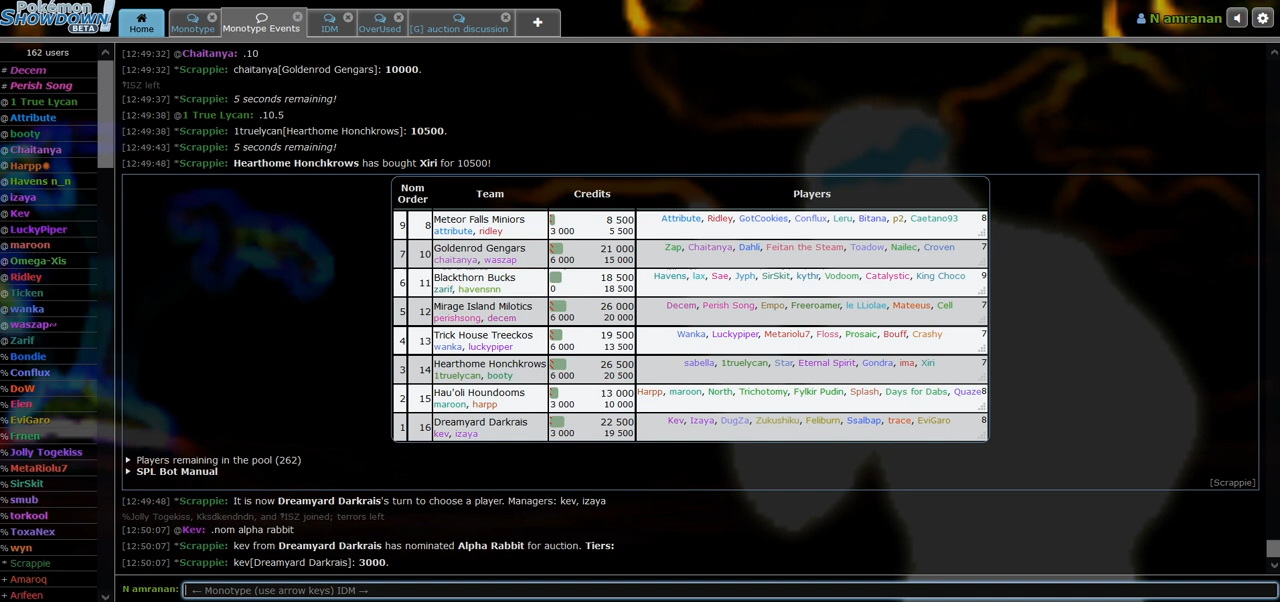 Pokémon
SHOWDOWN!
BETA
Home
Monotype
Monotype Events
IDM
OverUsed
[G] auction discussion
+
N amranan
162 users
# Decem
# Perish Song
@ 1 True Lycan
@ Attribute
@ booty
@ Chaitanya
@ Harpp✺
@ Havens n_n
@ izaya
@ Kev
@ LuckyPiper
@ maroon
@ Omega-Xis
@ Ridley
@ Ticken
@ wanka
@ waszap~
@ Zarif
% Bondie
% Conflux
% DoW
% Elen
% EviGaro
% Frnen
% Jolly Togekiss
% MetaRiolu7
% SirSkit
% smub
% torkool
% ToxaNex
% wyn
* Scrappie
+ Amaroq
+ Arifeen
[12:49:32] @Chaitanya: .10
[12:49:32] *Scrappie: chaitanya[Goldenrod Gengars]: 10000.
‽ISZ left
[12:49:37] *Scrappie: 5 seconds remaining!
[12:49:38] @1 True Lycan: .10.5
[12:49:38] *Scrappie: 1truelycan[Hearthome Honchkrows]: 10500.
[12:49:43] *Scrappie: 5 seconds remaining!
[12:49:48] *Scrappie: Hearthome Honchkrows has bought Xiri for 10500!
Nom Order Team Credits Players
9 8 Meteor Falls Miniors 8 500 Attribute, Ridley, GotCookies, Conflux, Leru, Bitana, p2, Caetano93 8
attribute, ridley 3 000 5 500
7 10 Goldenrod Gengars 21 000 Zap, Chaitanya, Dahli, Feitan the Steam, Toadow, Nailec, Croven 7
chaitanya, waszap 6 000 15 000
6 11 Blackthorn Bucks 18 500 Havens, lax, Sae, Jyph, SirSkit, kythr, Vodoom, Catalystic, King Choco 9
zarif, havensnn 0 18 500
5 12 Mirage Island Milotics 26 000 Decem, Perish Song, Empo, Freeroamer, le LLiolae, Mateeus, Cell 7
perishsong, decem 6 000 20 000
4 13 Trick House Treeckos 19 500 Wanka, Luckypiper, Metariolu7, Floss, Prosaic, Bouff, Crashy 7
wanka, luckypiper 6 000 13 500
3 14 Hearthome Honchkrows 26 500 sabella, 1truelycan, Star, Eternal Spirit, Gondra, ima, Xiri 7
1truelycan, booty 6 000 20 500
2 15 Hau'oli Houndooms 13 000 Harpp, maroon, North, Trichotomy, Fylkir Pudin, Splash, Days for Dabs, Quaze 8
maroon, harpp 3 000 10 000
1 16 Dreamyard Darkrais 22 500 Kev, Izaya, DugZa, Zukushiku, Feliburn, Ssalbap, trace, EviGaro 8
kev, izaya 3 000 19 500
Players remaining in the pool (262)
SPL Bot Manual
[Scrappie]
[12:49:48] *Scrappie: It is now Dreamyard Darkrais's turn to choose a player. Managers: kev, izaya
%Jolly Togekiss, Kksdkendndn, and ‽ISZ joined; terrors left
[12:50:07] @Kev: .nom alpha rabbit
[12:50:07] *Scrappie: kev from Dreamyard Darkrais has nominated Alpha Rabbit for auction. Tiers:
[12:50:07] *Scrappie: kev[Dreamyard Darkrais]: 3000.
N amranan: ← Monotype (use arrow keys) IDM →